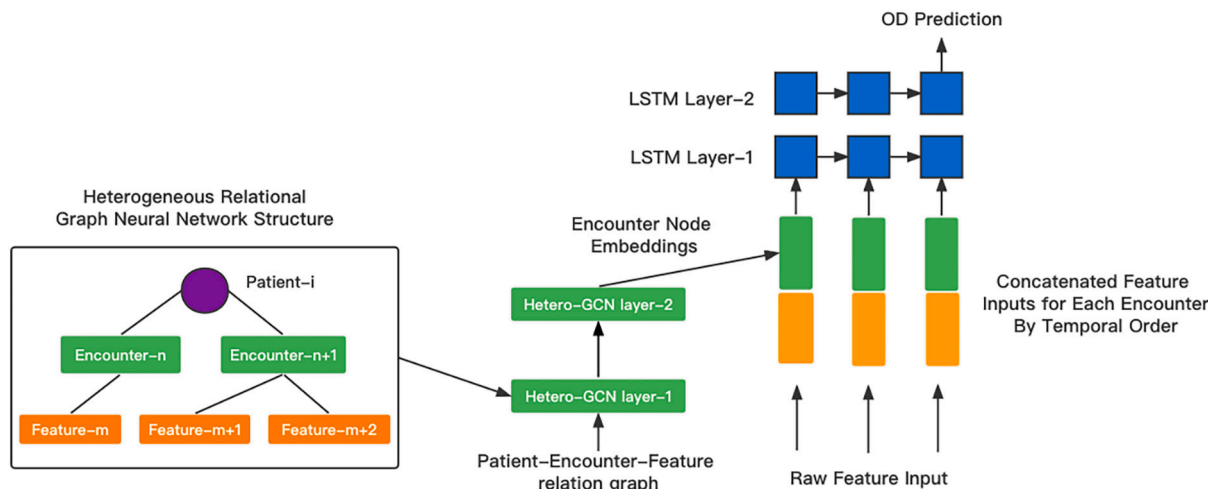 OD Prediction
LSTM Layer-2
LSTM Layer-1
Heterogeneous Relational
Graph Neural Network Structure
Patient-i
Encounter-n
Encounter-n+1
Feature-m
Feature-m+1
Feature-m+2
Encounter Node
Embeddings
Hetero-GCN layer-2
Hetero-GCN layer-1
Patient-Encounter-Feature
relation graph
Concatenated Feature
Inputs for Each Encounter
By Temporal Order
Raw Feature Input